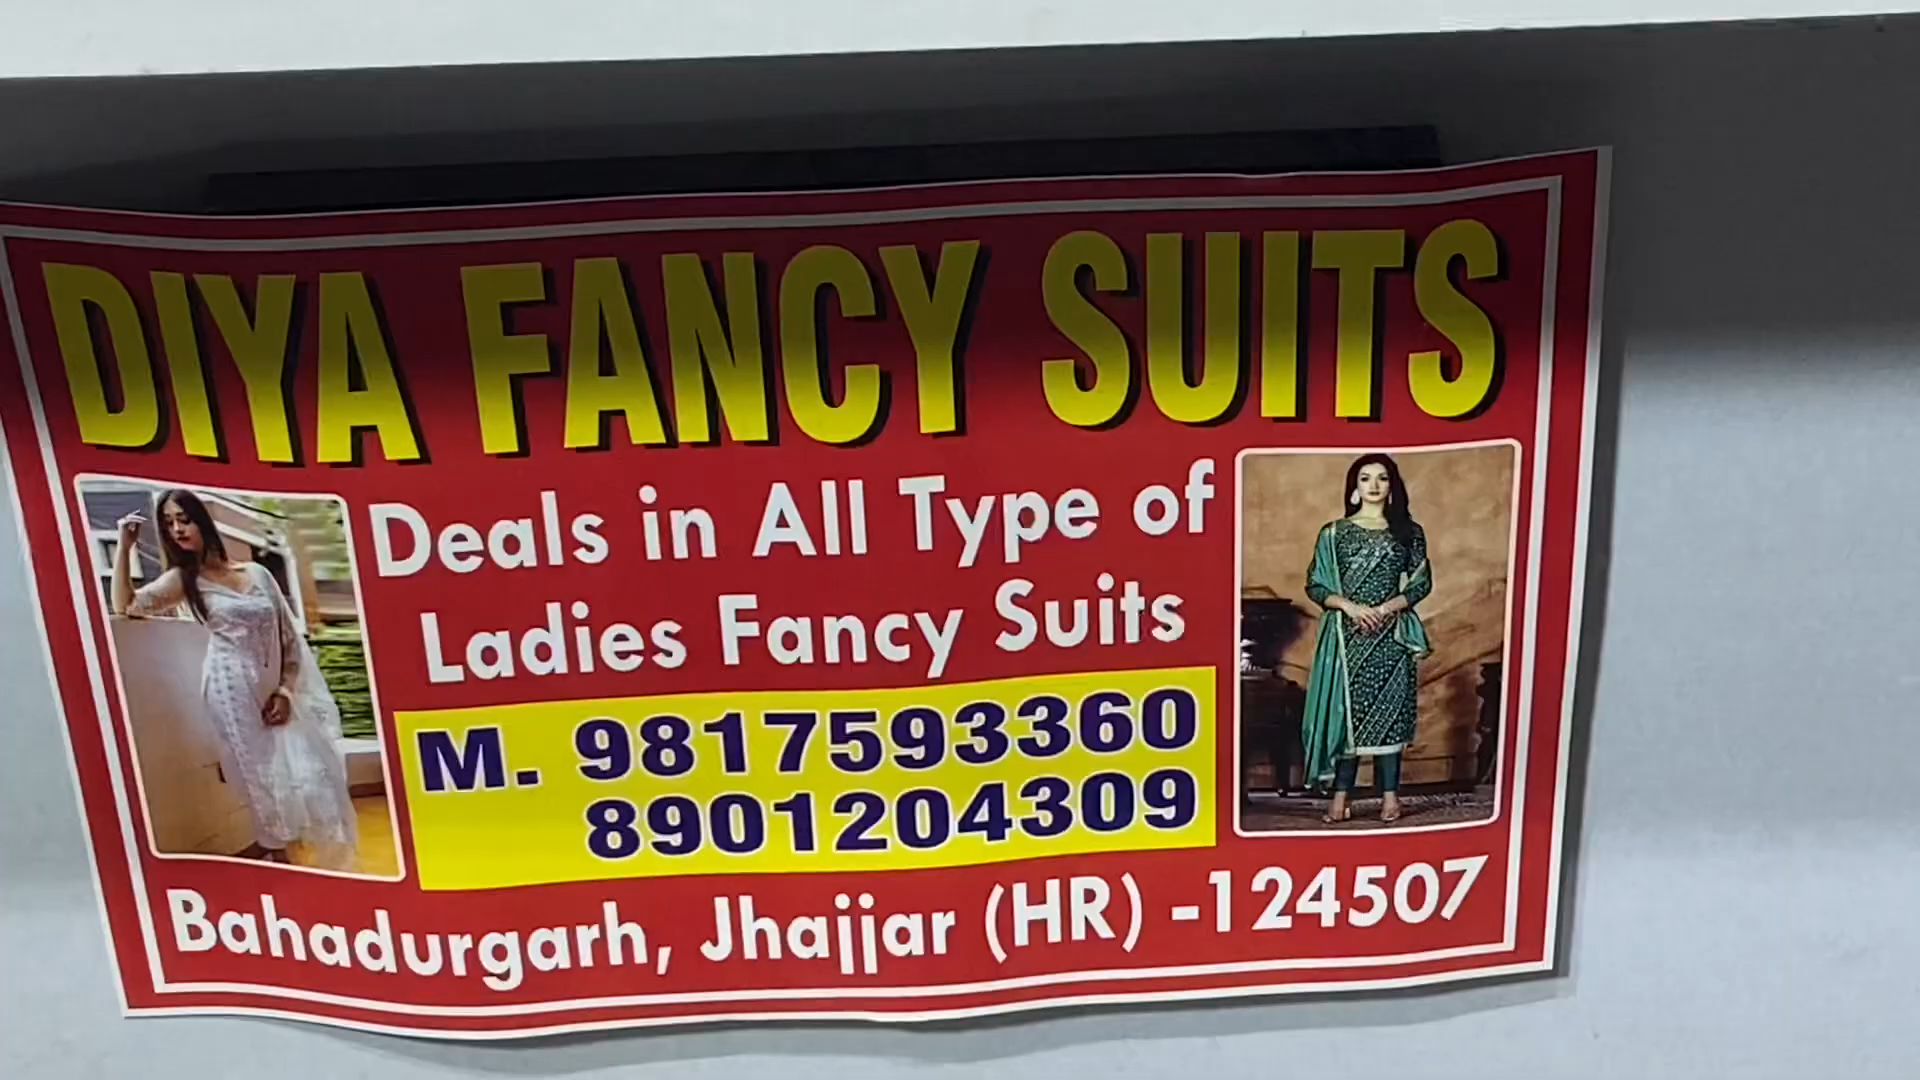 DIYA FANCY SUITS
Deals in All Type of
Ladies Fancy Suits
M. 9817593360
8901204309
Bahadurgarh, Jhajjar (HR) -124507